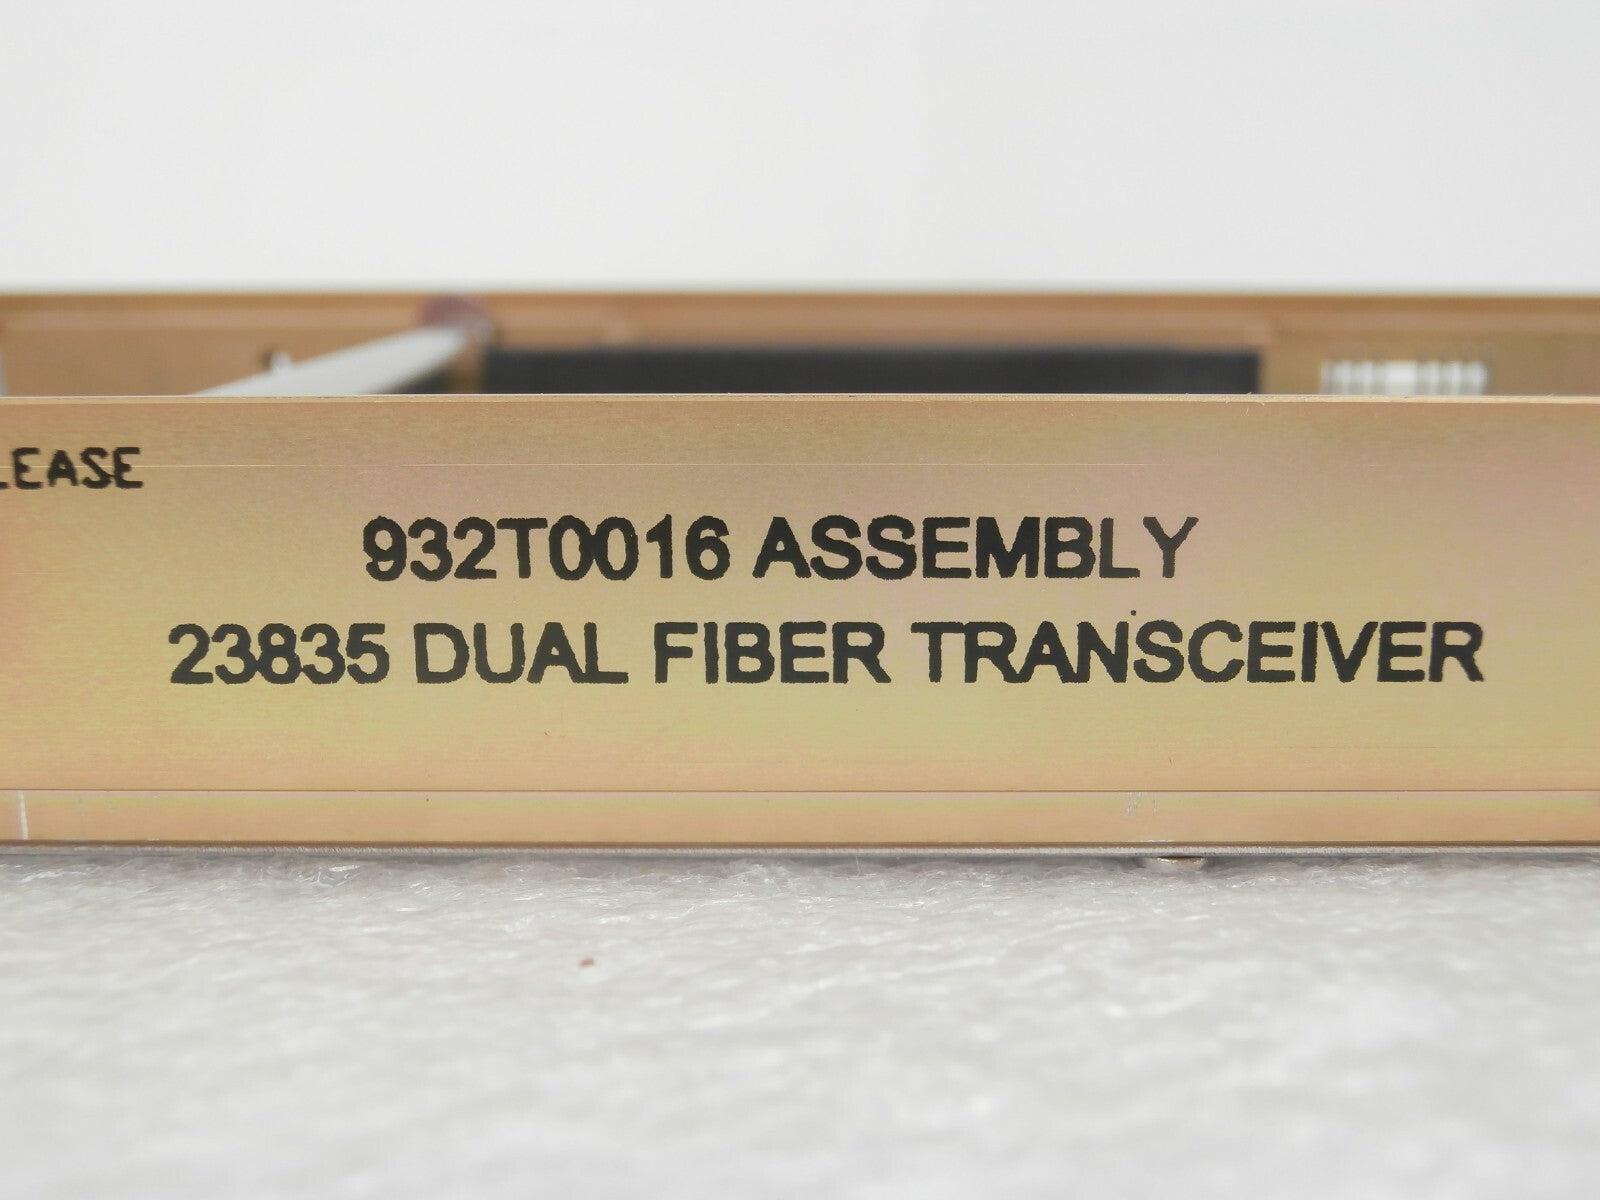 LEASE
932T0016 ASSEMBLY
23835 DUAL FIBER TRANSCEIVER